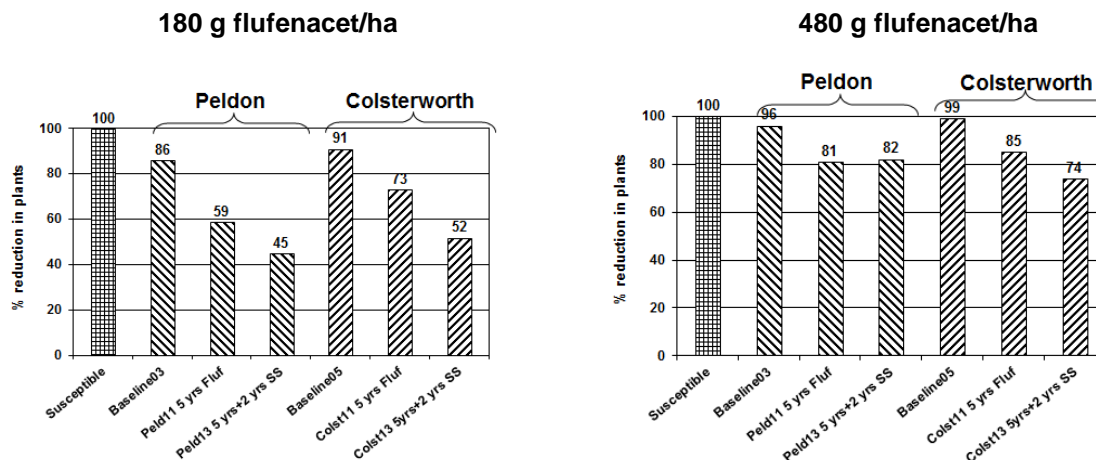 180 g flufenacet/ha
Peldon
Colsterworth
% reduction in plants
100
80
60
40
20
0
100
86
59
45
91
73
52
Susceptible
Baseline03
Peld11 5 yrs Fluf
Peld13 5 yrs+2 yrs SS
Baseline05
Colst11 5 yrs Fluf
Colst13 5yrs+2 yrs SS
480 g flufenacet/ha
Peldon
Colsterworth
% reduction in plants
100
80
60
40
20
0
100
96
81
82
99
85
74
Susceptible
Baseline03
Peld11 5 yrs Fluf
Peld13 5 yrs+2 yrs SS
Baseline05
Colst11 5 yrs Fluf
Colst13 5yrs+2 yrs SS